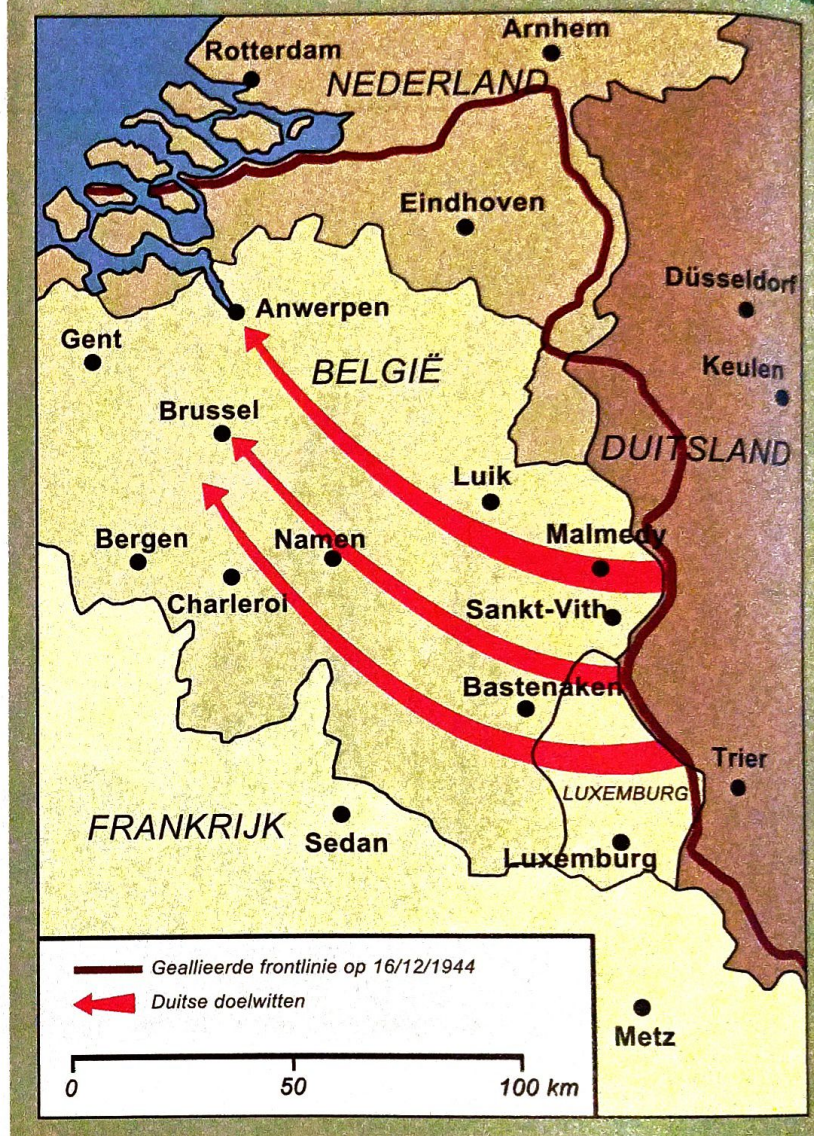 Arnhem
Rotterdam
NEDERLAND
Eindhoven
Düsseldorf
Anwerpen
Gent
Keulen
BELGIË
Brussel
DUITSLAND
Luik
Malmedy
Bergen
Namen
Charleroi
Sankt-Vith
Bastenaken
Trier
LUXEMBURG
FRANKRIJK
Sedan
Luxemburg
Geallieerde frontlinie op 16/12/1944
Duitse doelwitten
0 50 100 km
Metz